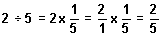 2 ÷ 5 = 2 x 1/5 = 2/1 x 1/5 = 2/5